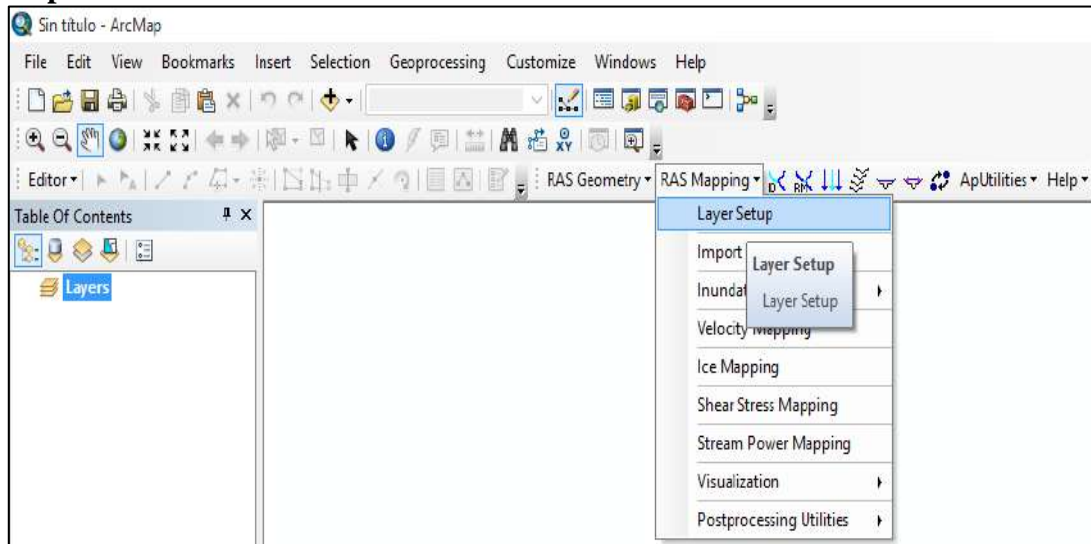 Sin título - ArcMap
File Edit View Bookmarks Insert Selection Geoprocessing Customize Windows Help
Editor RAS Geometry RAS Mapping ApUtilities Help
Table Of Contents
Layers
Layer Setup
Import
Layer Setup
Inundat
Layer Setup
Velocity Mapping
Ice Mapping
Shear Stress Mapping
Stream Power Mapping
Visualization
Postprocessing Utilities